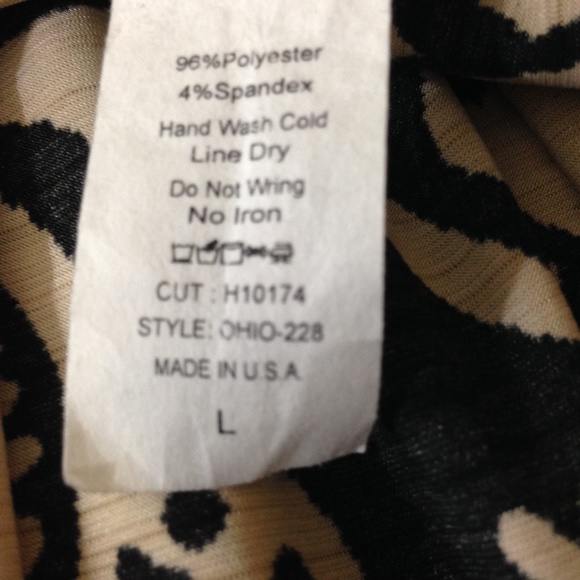 96%Polyester
4%Spandex
Hand Wash Cold
Line Dry
Do Not Wring
No Iron
CUT : H10174
STYLE: OHIO-228
MADE IN U.S.A.
L